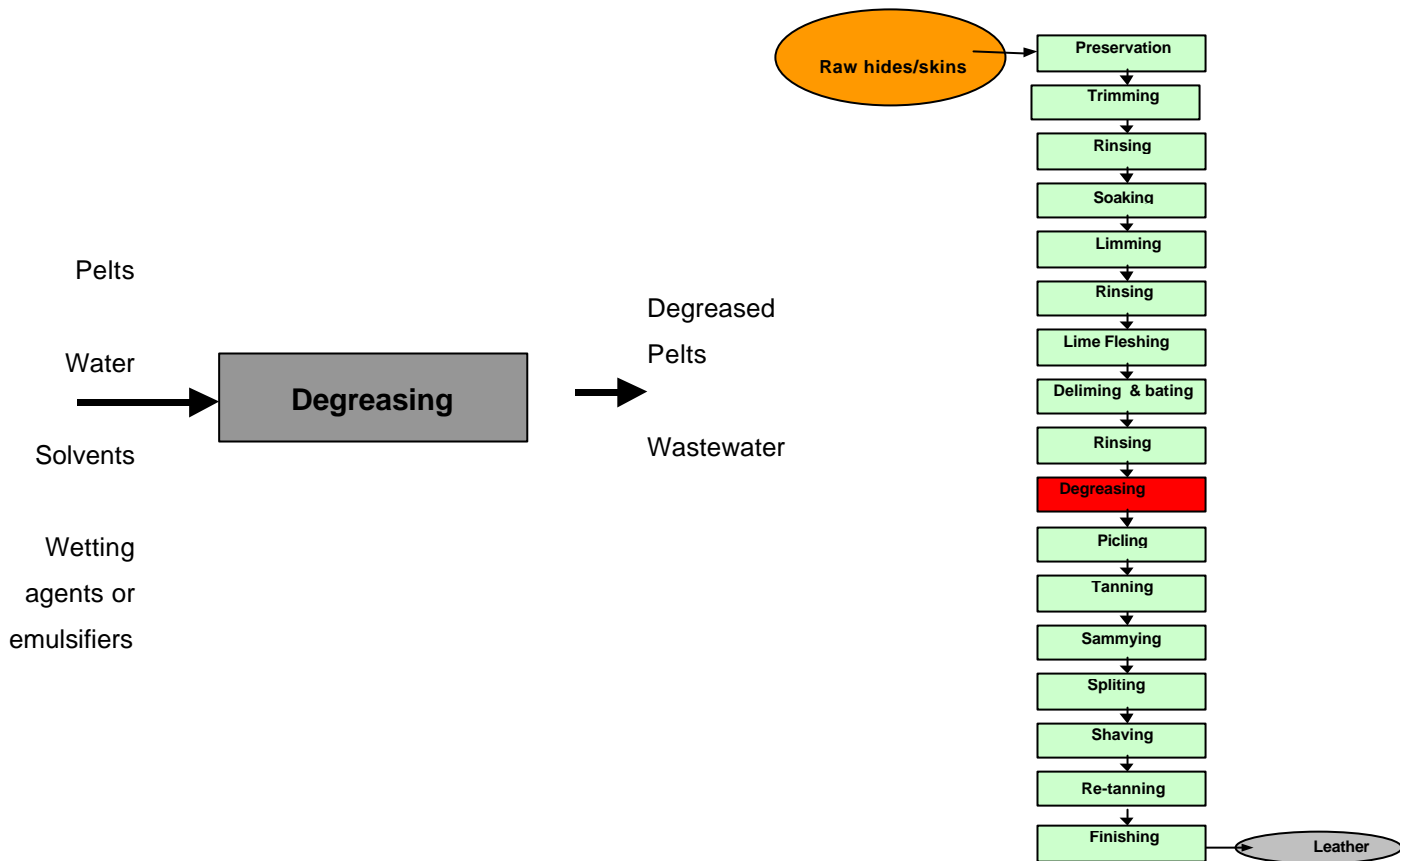 Pelts
Water
Solvents
Wetting
agents or
emulsifiers
Degreasing
Degreased
Pelts
Wastewater
Raw hides/skins
Preservation
Trimming
Rinsing
Soaking
Limming
Rinsing
Lime Fleshing
Deliming & bating
Rinsing
Degreasing
Picling
Tanning
Sammying
Spliting
Shaving
Re-tanning
Finishing
Leather